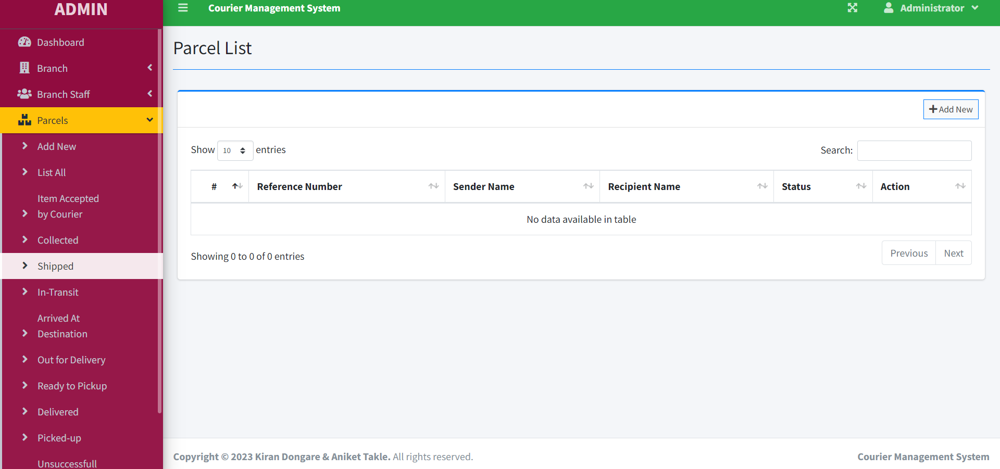 ADMIN
Courier Management System
Administrator
Dashboard
Branch
Branch Staff
Parcels
Add New
List All
Item Accepted
by Courier
Collected
Shipped
In-Transit
Arrived At
Destination
Out for Delivery
Ready to Pickup
Delivered
Picked-up
Unsuccessfull
Parcel List
Add New
Show 10 entries
Search:
# Reference Number Sender Name Recipient Name Status Action
No data available in table
Showing 0 to 0 of 0 entries
Previous Next
Copyright © 2023 Kiran Dongare & Aniket Takle. All rights reserved.
Courier Management System